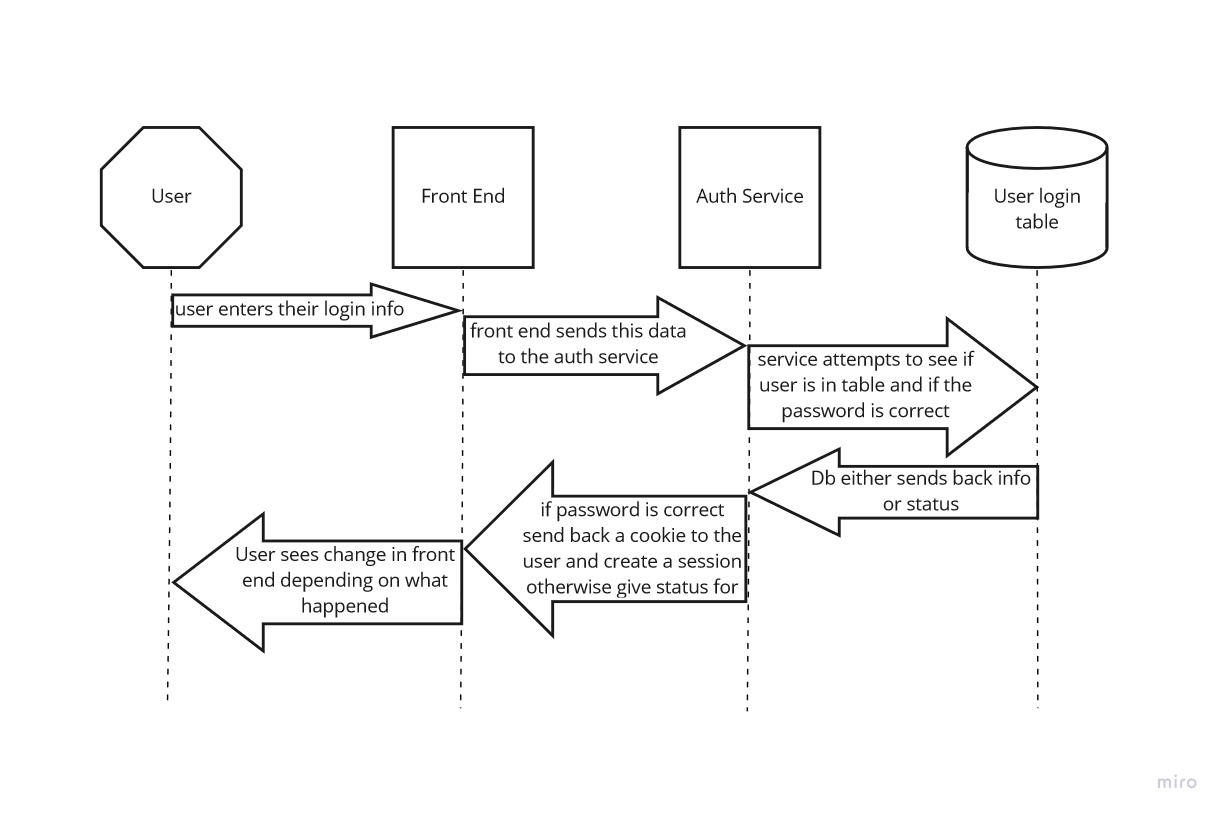 User
Front End
Auth Service
User login
table
user enters their login info
front end sends this data
to the auth service
service attempts to see if
user is in table and if the
password is correct
Db either sends back info
or status
if password is correct
send back a cookie to the
user and create a session
otherwise give status for
User sees change in front
end depending on what
happened
miro